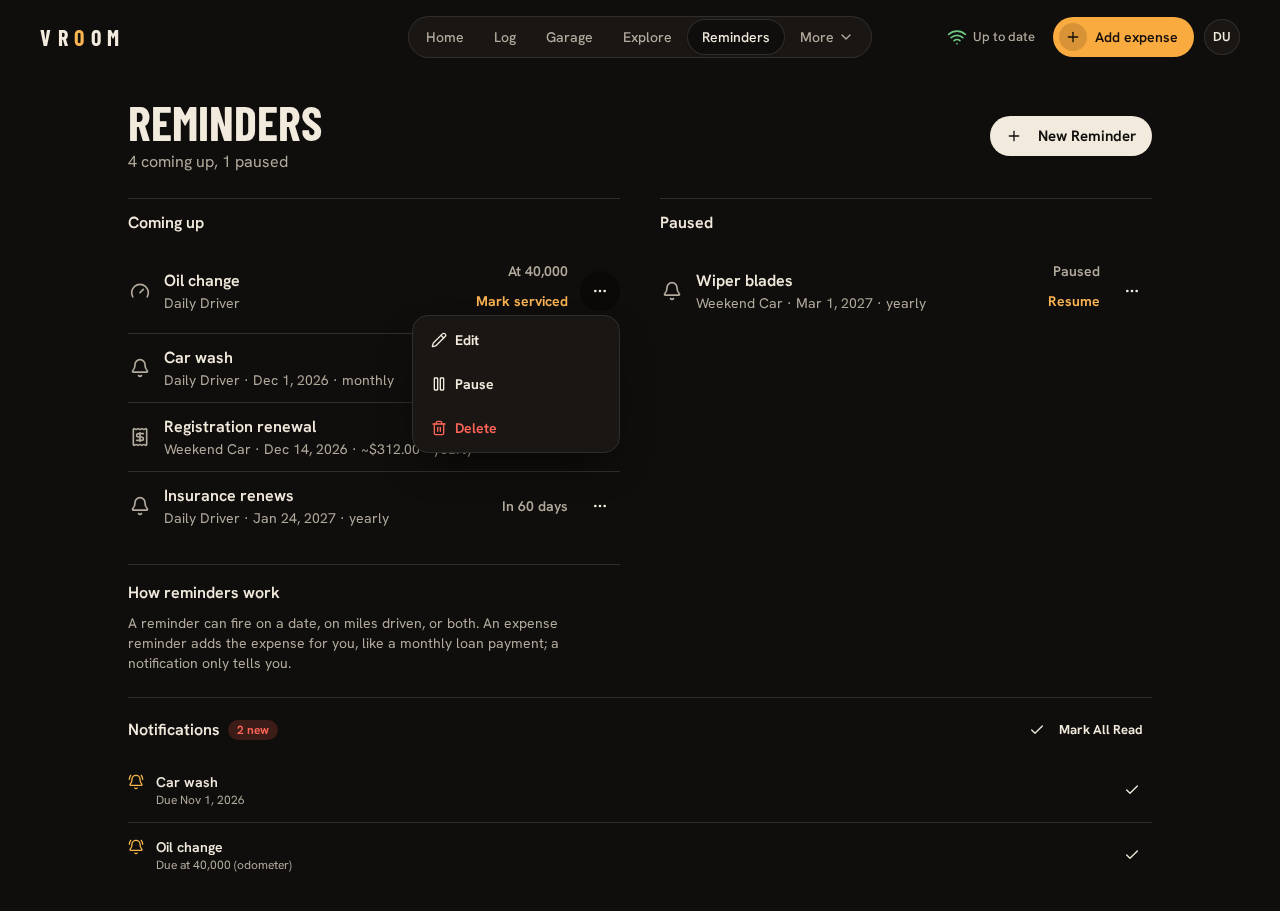 VROOM
Home
Log
Garage
Explore
Reminders
More
Up to date
Add expense
DU
REMINDERS
4 coming up, 1 paused
New Reminder
Coming up
Oil change
Daily Driver
At 40,000
Mark serviced
Edit
Pause
Delete
Car wash
Daily Driver · Dec 1, 2026 · monthly
Registration renewal
Weekend Car · Dec 14, 2026 · ~$312.00
Insurance renews
Daily Driver · Jan 24, 2027 · yearly
In 60 days
Paused
Wiper blades
Weekend Car · Mar 1, 2027 · yearly
Paused
Resume
How reminders work
A reminder can fire on a date, on miles driven, or both. An expense
reminder adds the expense for you, like a monthly loan payment; a
notification only tells you.
Notifications
2 new
Mark All Read
Car wash
Due Nov 1, 2026
Oil change
Due at 40,000 (odometer)